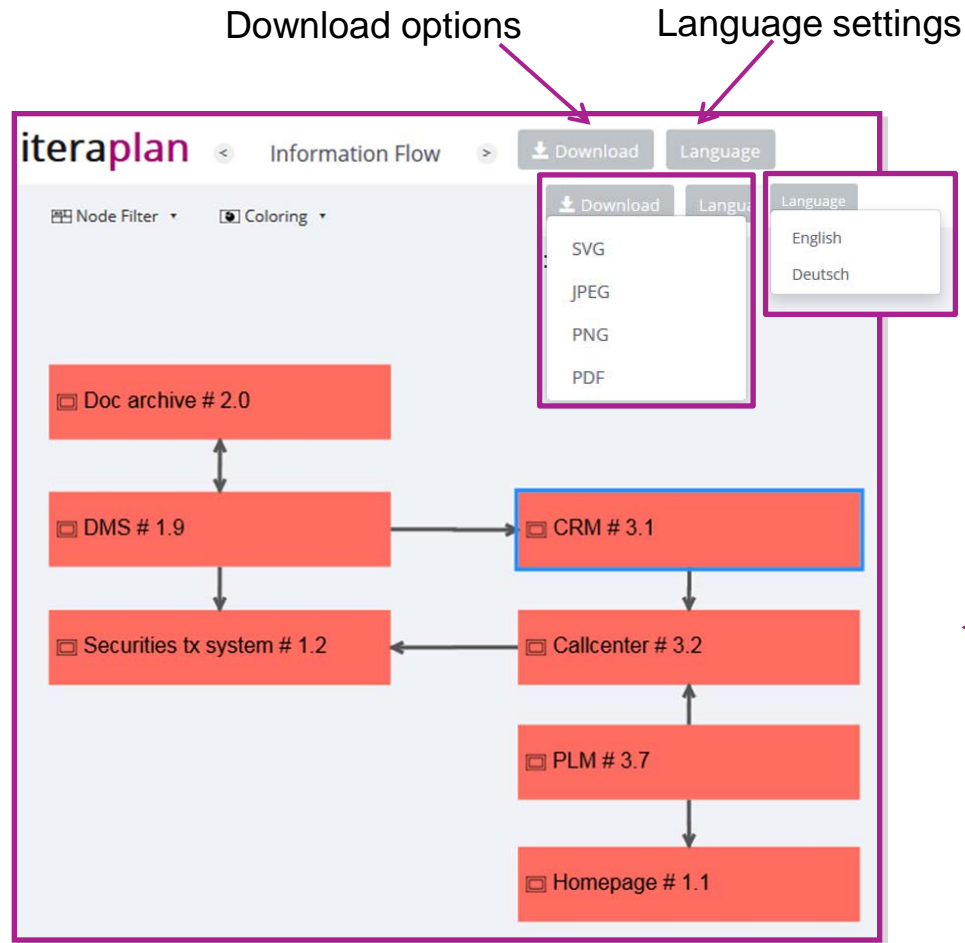 Download options Language settings
iteraplan < Information Flow > Download Language
Node Filter Coloring Download Langua Language
SVG English
JPEG Deutsch
PNG
PDF
Doc archive # 2.0
DMS # 1.9 CRM # 3.1
Securities tx system # 1.2 Callcenter # 3.2
PLM # 3.7
Homepage # 1.1